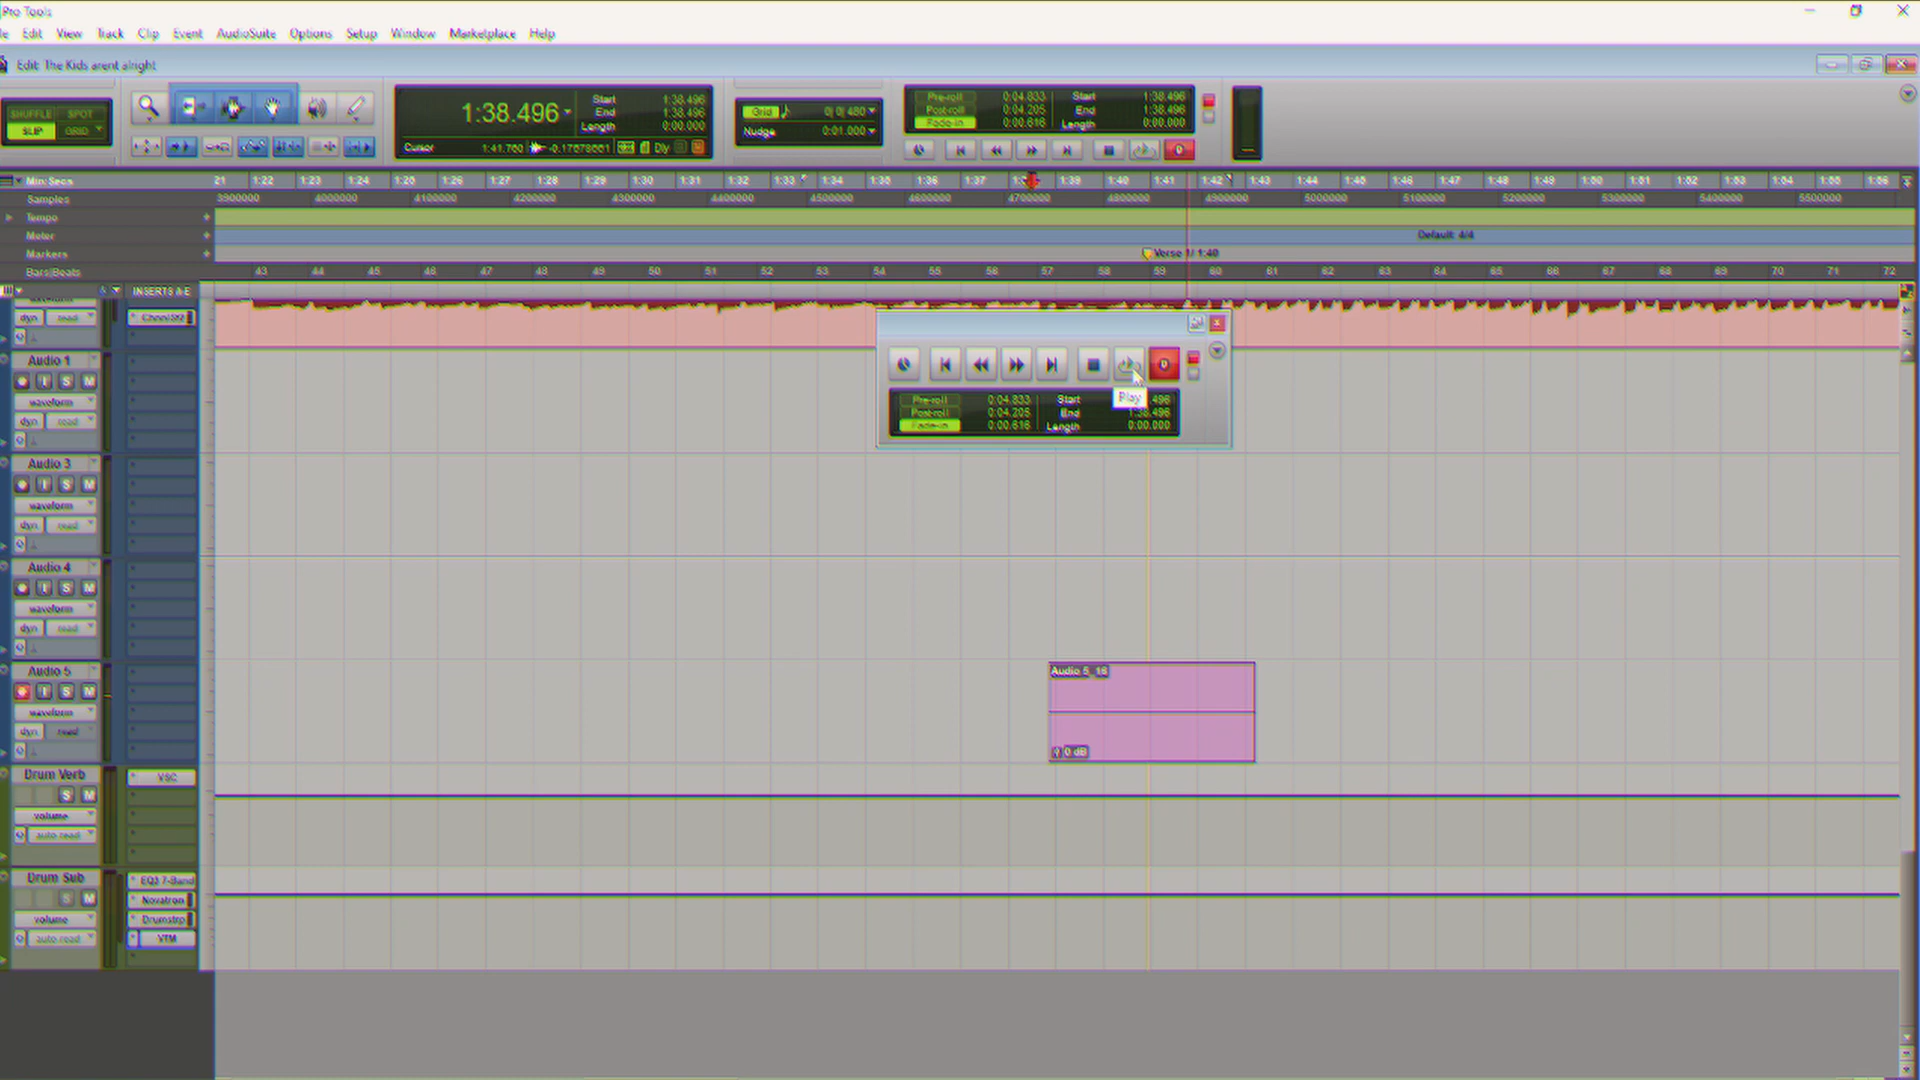 Pro Tools
le Edit View Track Clip Event AudioSuite Options Setup Window Marketplace Help
Edit: The Kids arent alright
SHUFFLE SPOT
SLIP GRID
1:38.496
Start 1:38.496
End 1:38.496
Length 0:00.000
Cursor 1:41.760 -0.17678661 Dly
Grid 0| 0| 480
Nudge 0:01.000
Pre-roll 0:04.833 Start 1:38.496
Post-roll 0:04.205 End 1:38.496
Fade-in 0:00.616 Length 0:00.000
Min:Secs 21 1:22 1:23 1:24 1:25 1:26 1:27 1:28 1:29 1:30 1:31 1:32 1:33 1:34 1:35 1:36 1:37 1:39 1:40 1:41 1:42 1:43 1:44 1:45 1:46 1:47 1:48 1:49 1:50 1:51 1:52 1:53 1:54 1:55 1:56
Samples 3900000 4000000 4100000 4200000 4300000 4400000 4500000 4600000 4700000 4800000 4900000 5000000 5100000 5200000 5300000 5400000 5500000
Tempo
Meter Default: 4/4
Markers Verse 1/ 1:40
Bars|Beats 43 44 45 46 47 48 49 50 51 52 53 54 55 56 57 58 59 60 61 62 63 64 65 66 67 68 69 70 71 72
INSERTS A-E
waveform
dyn read
Audio 1
I S M
waveform
dyn read
Audio 3
I S M
waveform
dyn read
Audio 4
I S M
waveform
dyn read
Audio 5
I S M
waveform
dyn read
Drum Verb VSC
S M
volume
auto read
Drum Sub EQ3 7-Band
S M Novatron
volume Drumstrp
auto read VTM
Play
Pre-roll 0:04.833 Start .496
Post-roll 0:04.205 End 1:38.496
Fade-in 0:00.616 Length 0:00.000
Audio 5_16
0 dB